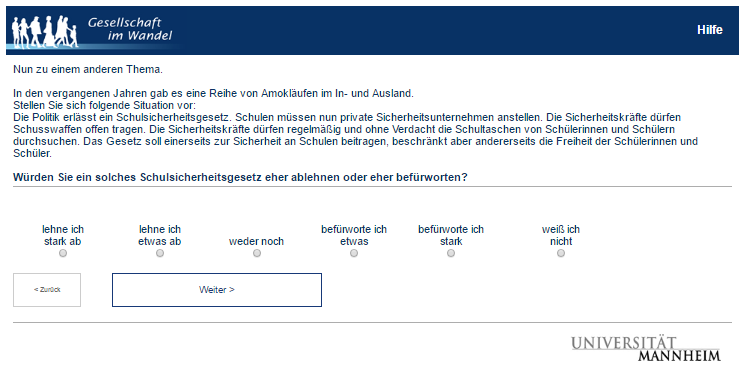 Gesellschaft
im Wandel
Hilfe
Nun zu einem anderen Thema.
In den vergangenen Jahren gab es eine Reihe von Amokläufen im In- und Ausland.
Stellen Sie sich folgende Situation vor:
Die Politik erlässt ein Schulsicherheitsgesetz. Schulen müssen nun private Sicherheitsunternehmen anstellen. Die Sicherheitskräfte dürfen
Schusswaffen offen tragen. Die Sicherheitskräfte dürfen regelmäßig und ohne Verdacht die Schultaschen von Schülerinnen und Schülern
durchsuchen. Das Gesetz soll einerseits zur Sicherheit an Schulen beitragen, beschränkt aber andererseits die Freiheit der Schülerinnen und
Schüler.
Würden Sie ein solches Schulsicherheitsgesetz eher ablehnen oder eher befürworten?
lehne ich stark ab
lehne ich etwas ab
weder noch
befürworte ich etwas
befürworte ich stark
weiß ich nicht
< Zurück
Weiter >
UNIVERSITÄT
MANNHEIM